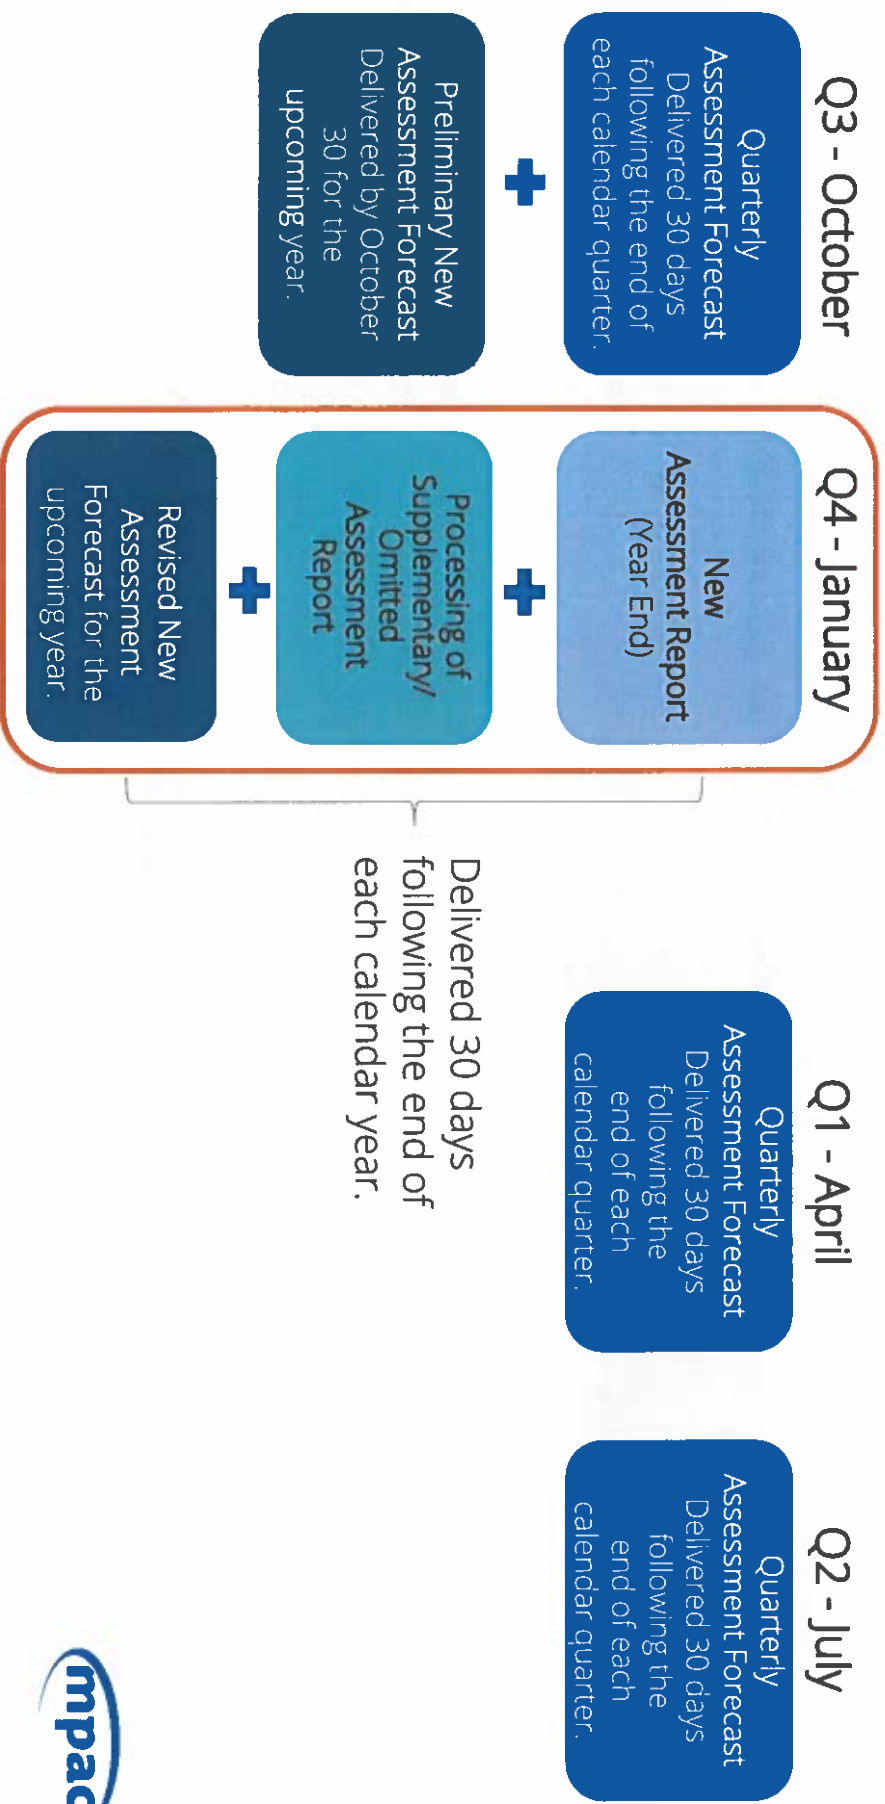 Q3 - October
Quarterly
Assessment Forecast
Delivered 30 days
following the end of
each calendar quarter.
Preliminary New
Assessment Forecast
Delivered by October
30 for the
upcoming year.
Q4 - January
New
Assessment Report
(Year End)
Processing of
Supplementary/
Omitted
Assessment
Report
Revised New
Assessment
Forecast for the
upcoming year.
Delivered 30 days
following the end of
each calendar year.
Q1 - April
Quarterly
Assessment Forecast
Delivered 30 days
following the
end of each
calendar quarter.
Q2 - July
Quarterly
Assessment Forecast
Delivered 30 days
following the
end of each
calendar quarter.
mpac